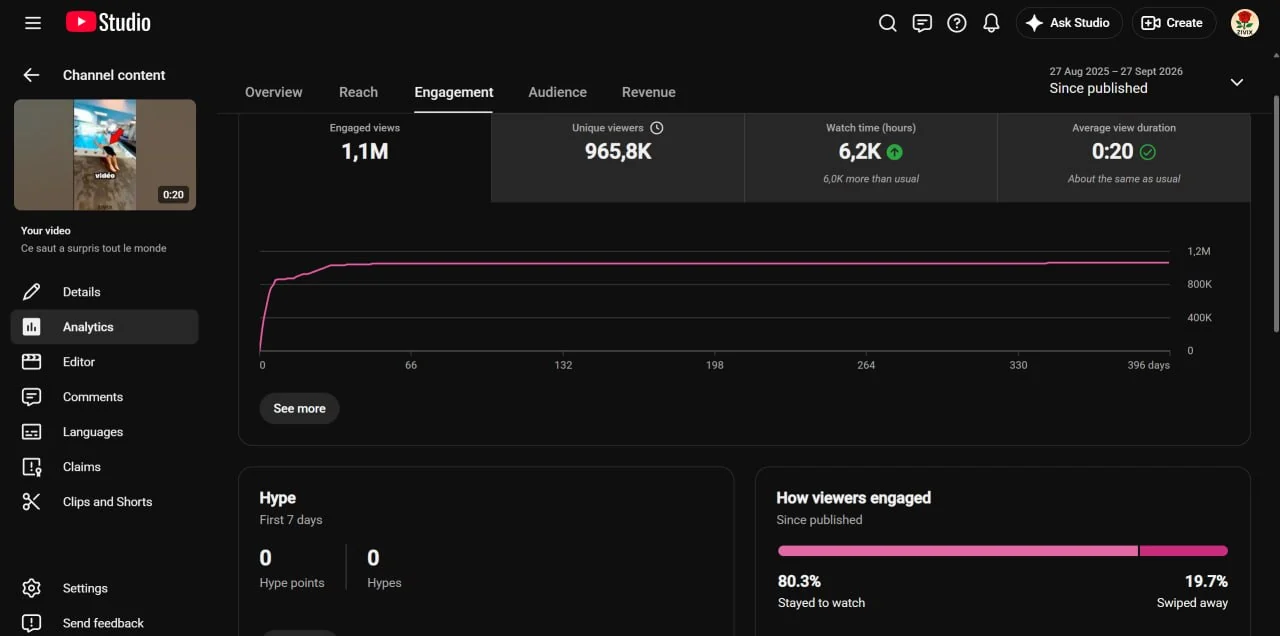 Studio
Ask Studio
Create
ZIVIX
Channel content
0:20
vidéo
Your video
Ce saut a surpris tout le monde
Details
Analytics
Editor
Comments
Languages
Claims
Clips and Shorts
Settings
Send feedback
Overview
Reach
Engagement
Audience
Revenue
27 Aug 2025 – 27 Sept 2026
Since published
Engaged views
1,1M
Unique viewers
965,8K
Watch time (hours)
6,2K
6,0K more than usual
Average view duration
0:20
About the same as usual
1,2M
800K
400K
0
0
66
132
198
264
330
396 days
See more
Hype
First 7 days
0
Hype points
0
Hypes
How viewers engaged
Since published
80.3%
Stayed to watch
19.7%
Swiped away